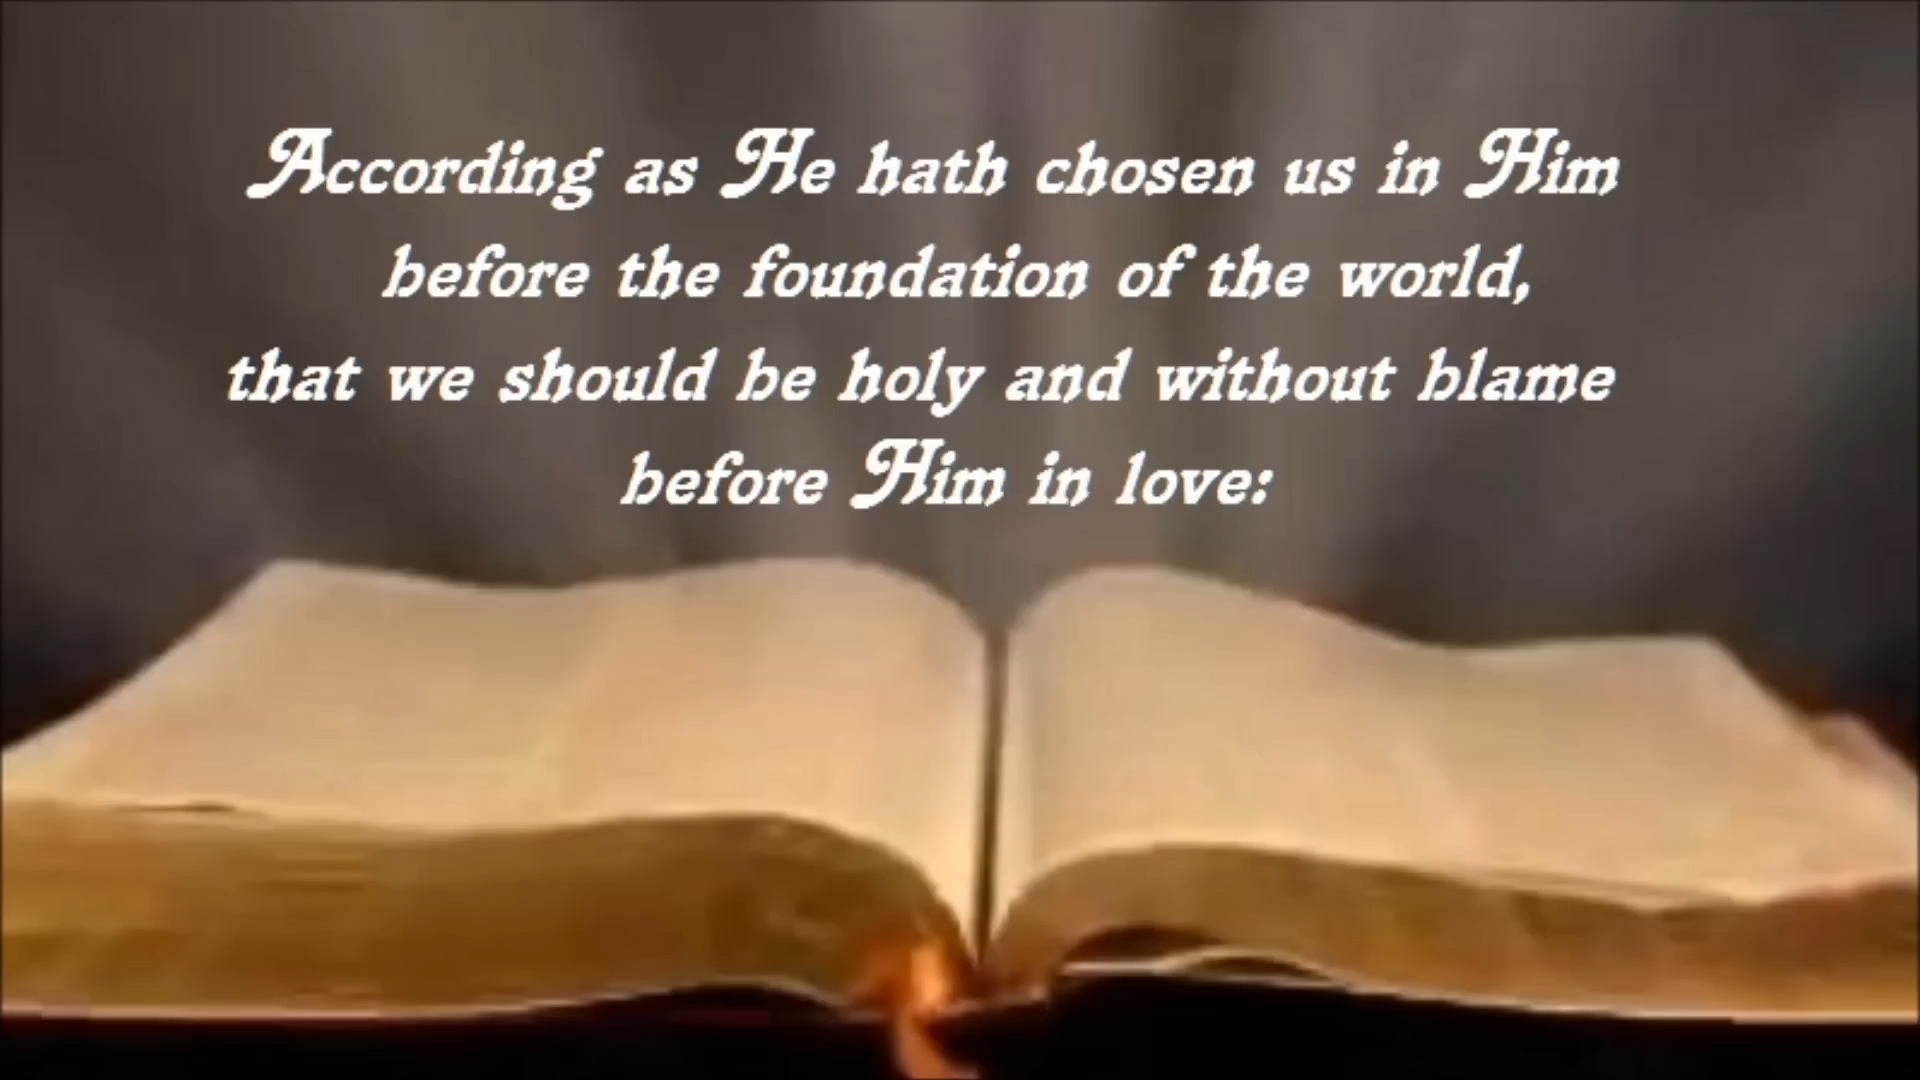 According as He hath chosen us in Him
before the foundation of the world,
that we should be holy and without blame
before Him in love: